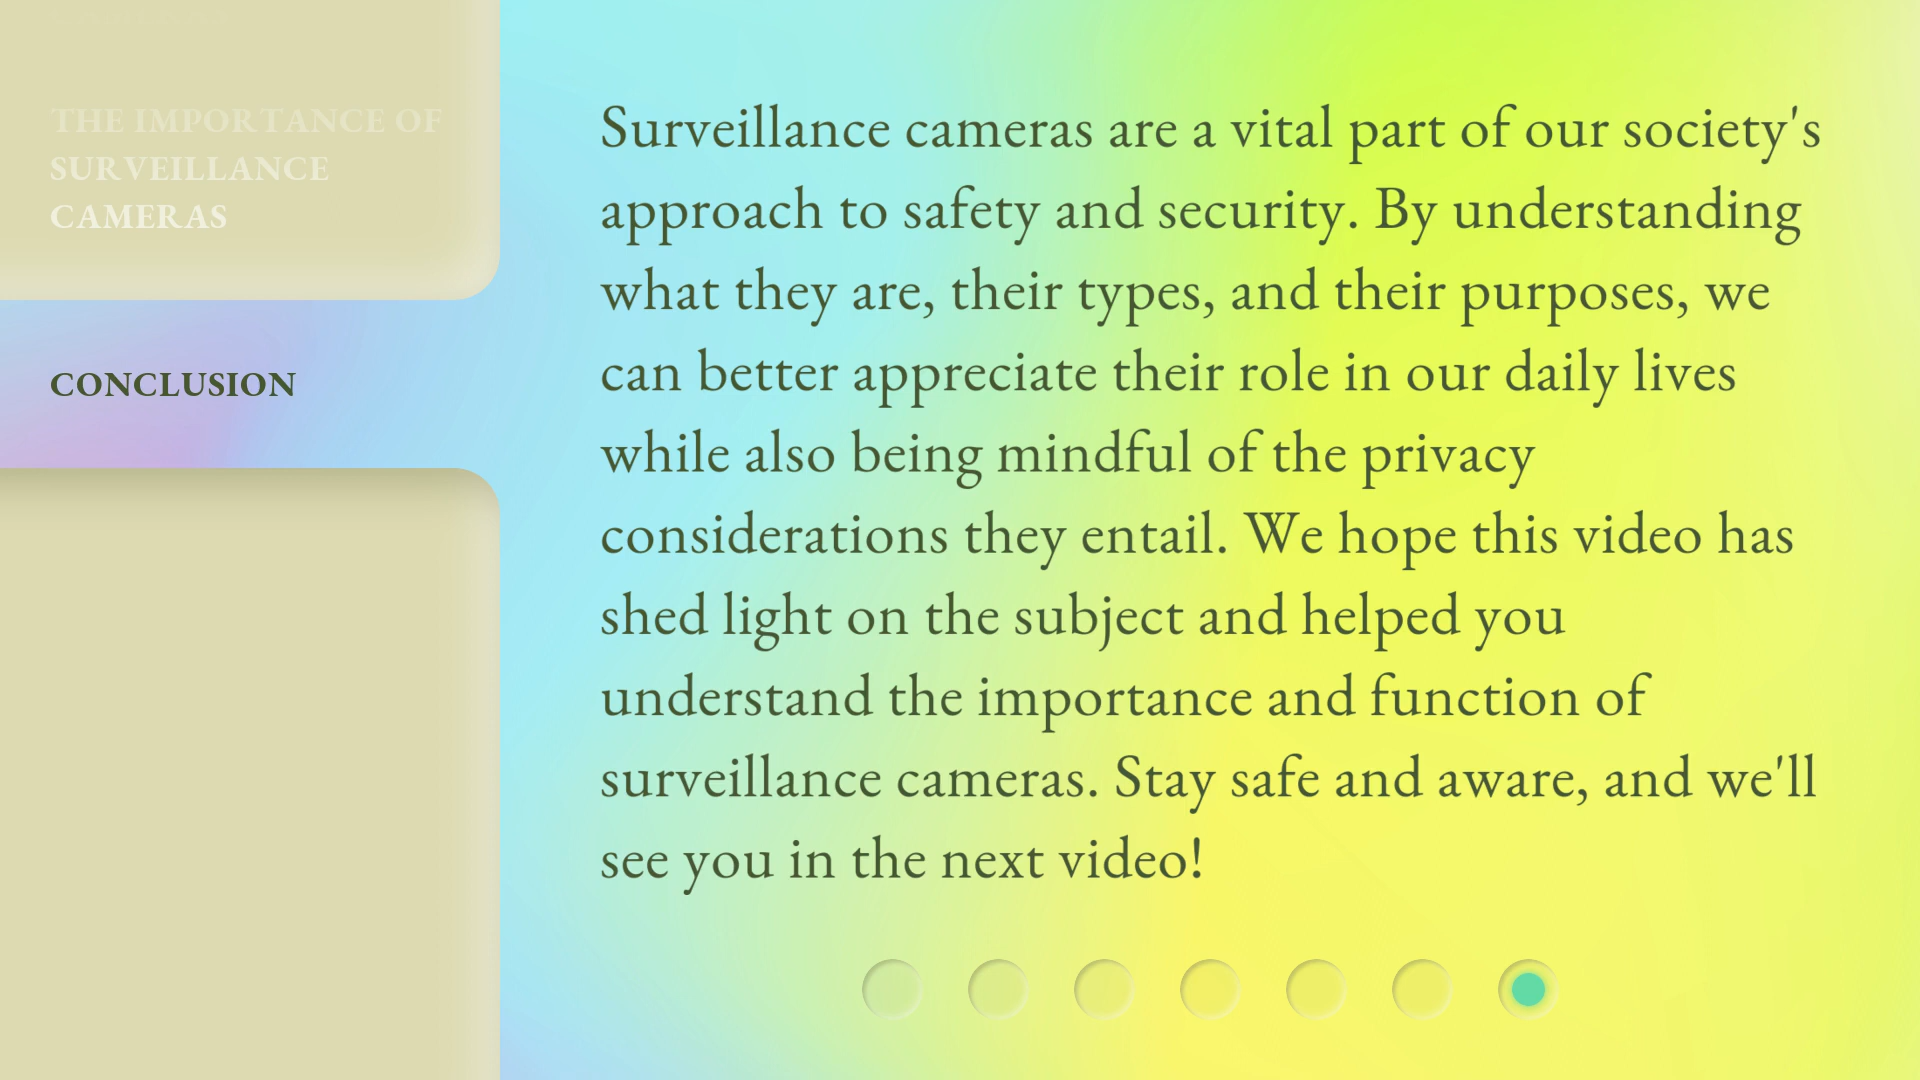 THE IMPORTANCE OF
SURVEILLANCE
CAMERAS
CONCLUSION
Surveillance cameras are a vital part of our society's
approach to safety and security. By understanding
what they are, their types, and their purposes, we
can better appreciate their role in our daily lives
while also being mindful of the privacy
considerations they entail. We hope this video has
shed light on the subject and helped you
understand the importance and function of
surveillance cameras. Stay safe and aware, and we'll
see you in the next video!